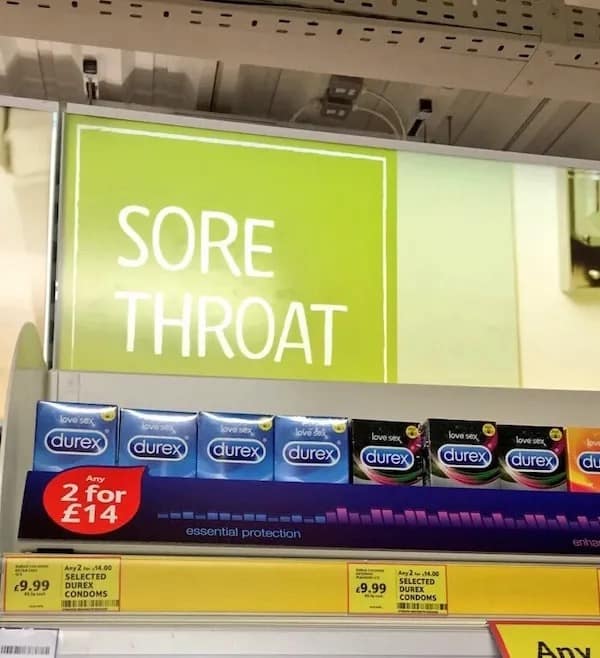 SORE
THROAT
love sex
durex
love sex
durex
love sex
durex
love sex
durex
love sex
durex
love sex
durex
love sex
durex
Any
2 for
£14
essential protection
£9.99
Any 2 for £14.00
SELECTED
DUREX
CONDOMS
£9.99
Any 2 for £14.00
SELECTED
DUREX
CONDOMS
Any